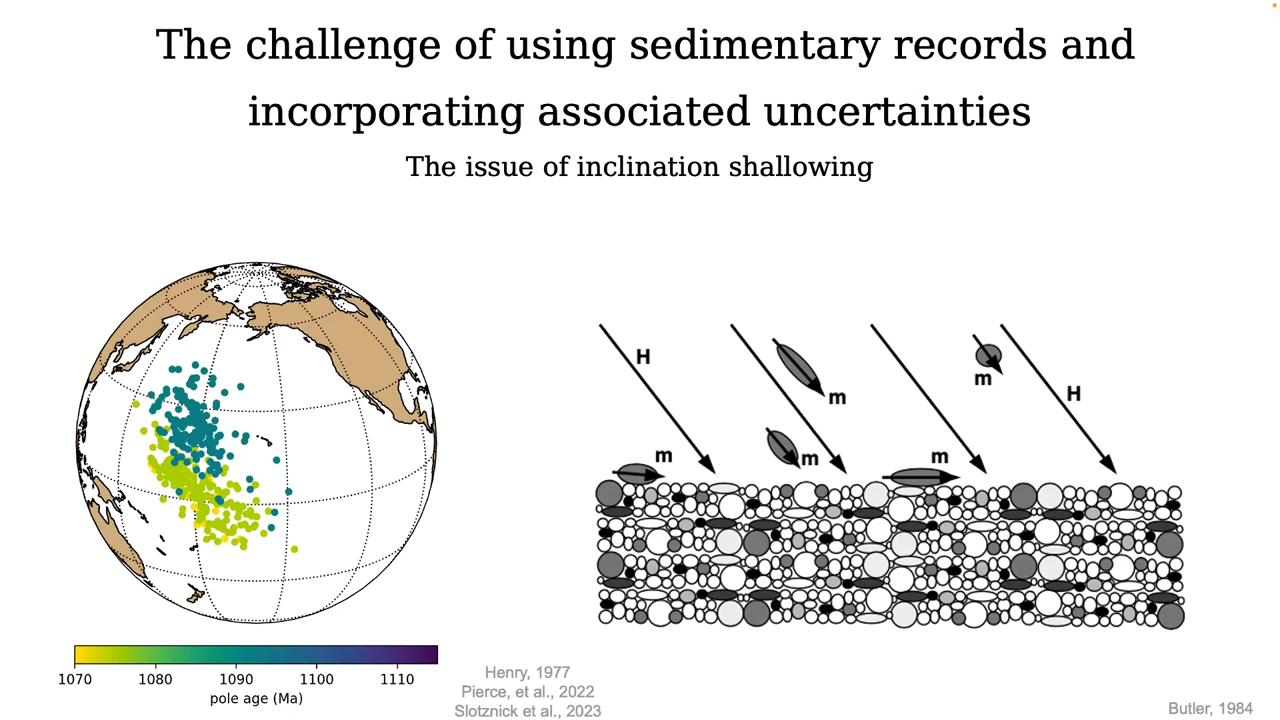 The challenge of using sedimentary records and
incorporating associated uncertainties
The issue of inclination shallowing
H
m
m
m
m
m
H
1070 1080 1090 1100 1110
pole age (Ma)
Henry, 1977
Pierce, et al., 2022
Slotznick et al., 2023
Butler, 1984